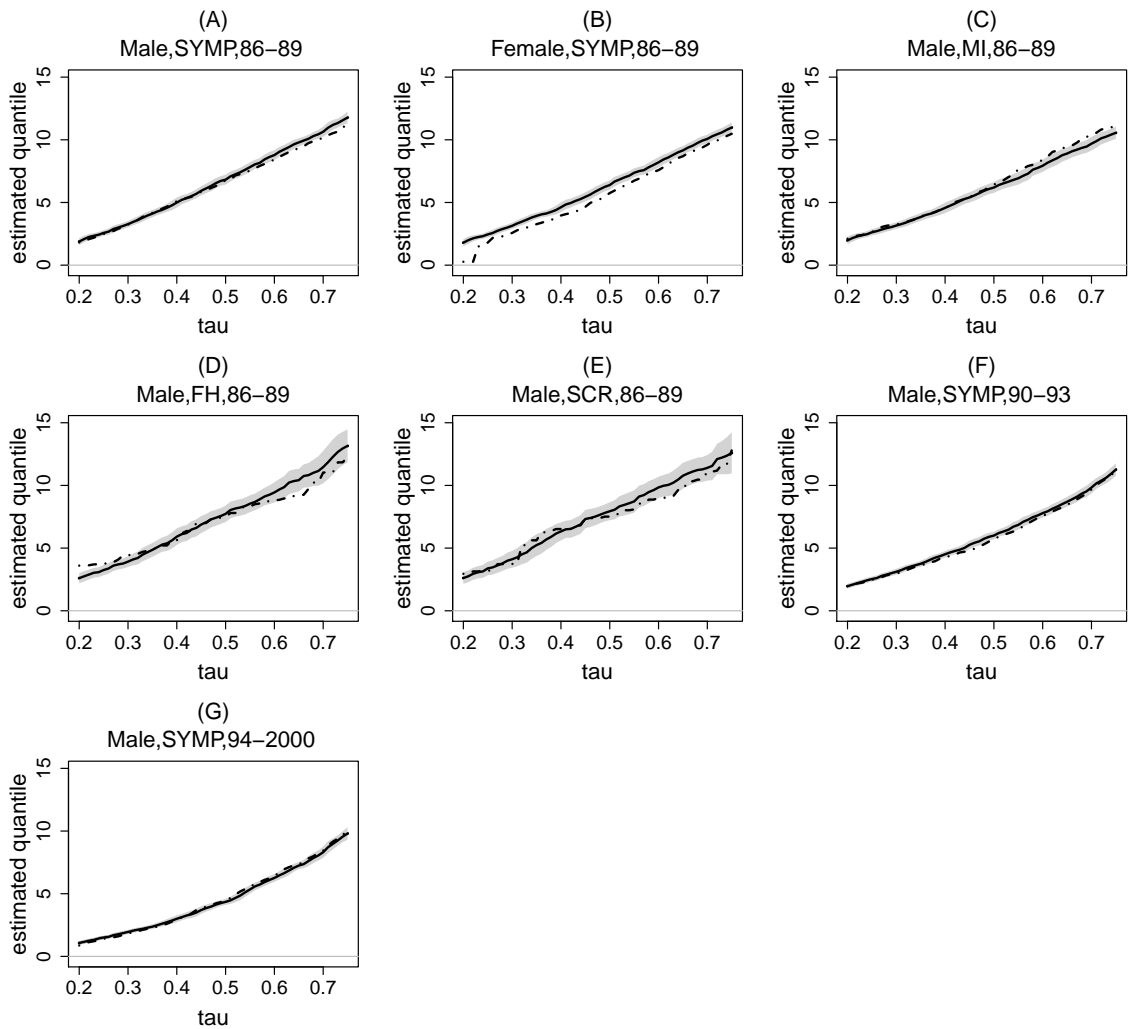 (A)
Male,SYMP,86−89
estimated quantile
15
10
5
0
0.2 0.3 0.4 0.5 0.6 0.7
tau
(B)
Female,SYMP,86−89
estimated quantile
15
10
5
0
0.2 0.3 0.4 0.5 0.6 0.7
tau
(C)
Male,MI,86−89
estimated quantile
15
10
5
0
0.2 0.3 0.4 0.5 0.6 0.7
tau
(D)
Male,FH,86−89
estimated quantile
15
10
5
0
0.2 0.3 0.4 0.5 0.6 0.7
tau
(E)
Male,SCR,86−89
estimated quantile
15
10
5
0
0.2 0.3 0.4 0.5 0.6 0.7
tau
(F)
Male,SYMP,90−93
estimated quantile
15
10
5
0
0.2 0.3 0.4 0.5 0.6 0.7
tau
(G)
Male,SYMP,94−2000
estimated quantile
15
10
5
0
0.2 0.3 0.4 0.5 0.6 0.7
tau